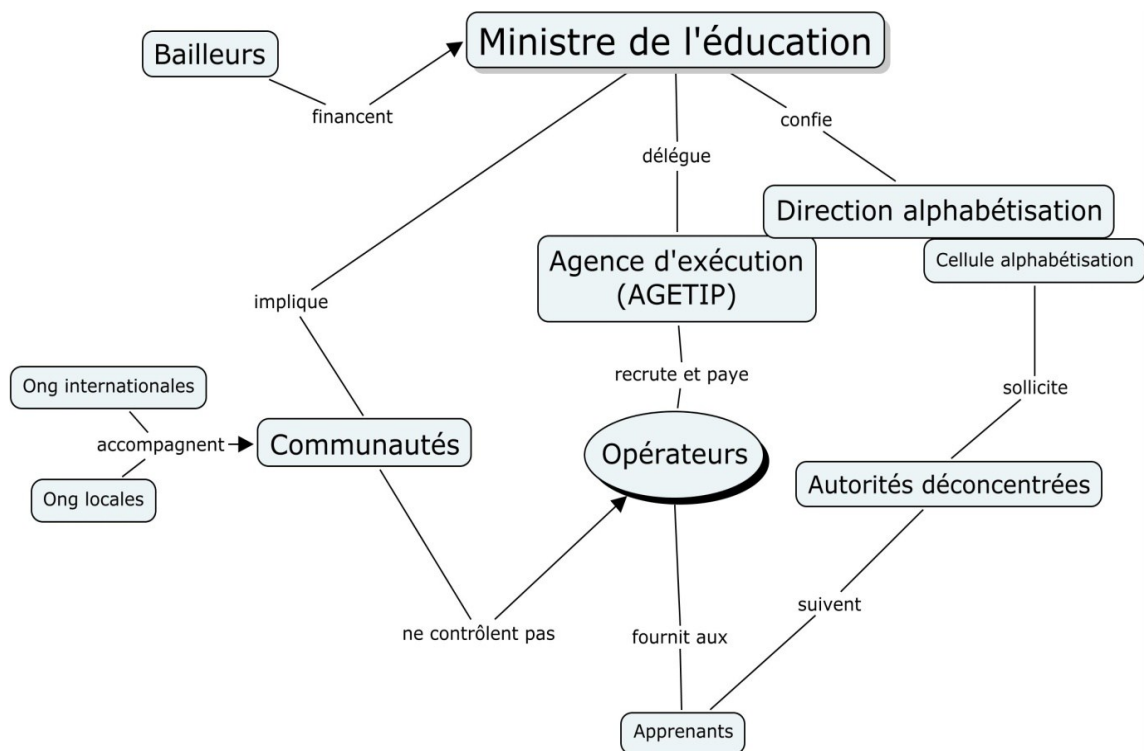 Ministre de l'éducation
Bailleurs
financent
confie
délégue
Direction alphabétisation
Cellule alphabétisation
Agence d'exécution
(AGETIP)
implique
recrute et paye
sollicite
Ong internationales
accompagnent
Communautés
Opérateurs
Ong locales
Autorités déconcentrées
suivent
ne contrôlent pas
fournit aux
Apprenants